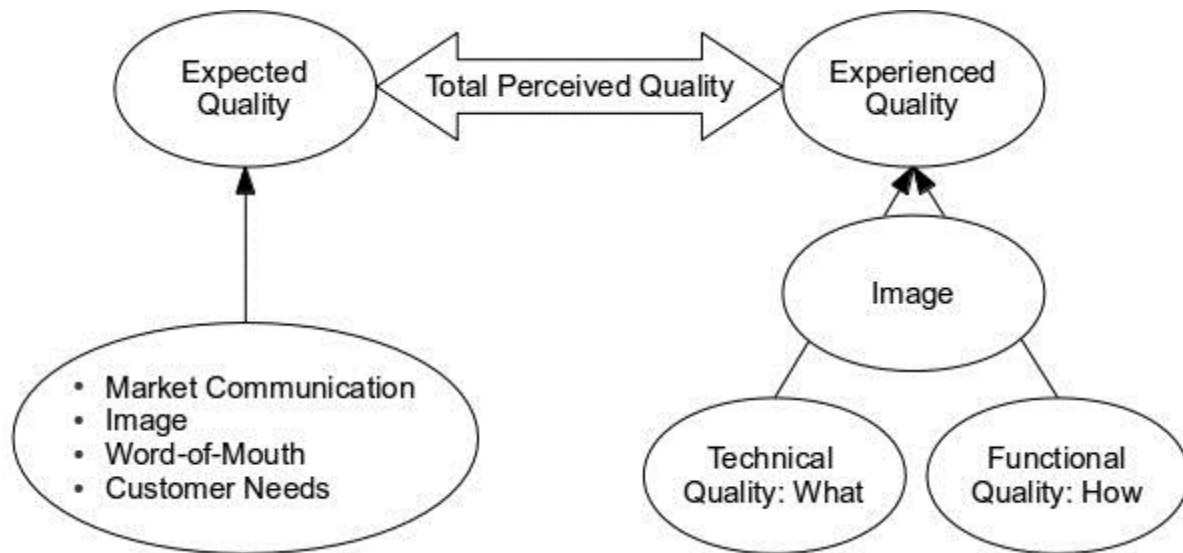 Expected
Quality
Total Perceived Quality
Experienced
Quality
Image
• Market Communication
• Image
• Word-of-Mouth
• Customer Needs
Technical
Quality: What
Functional
Quality: How